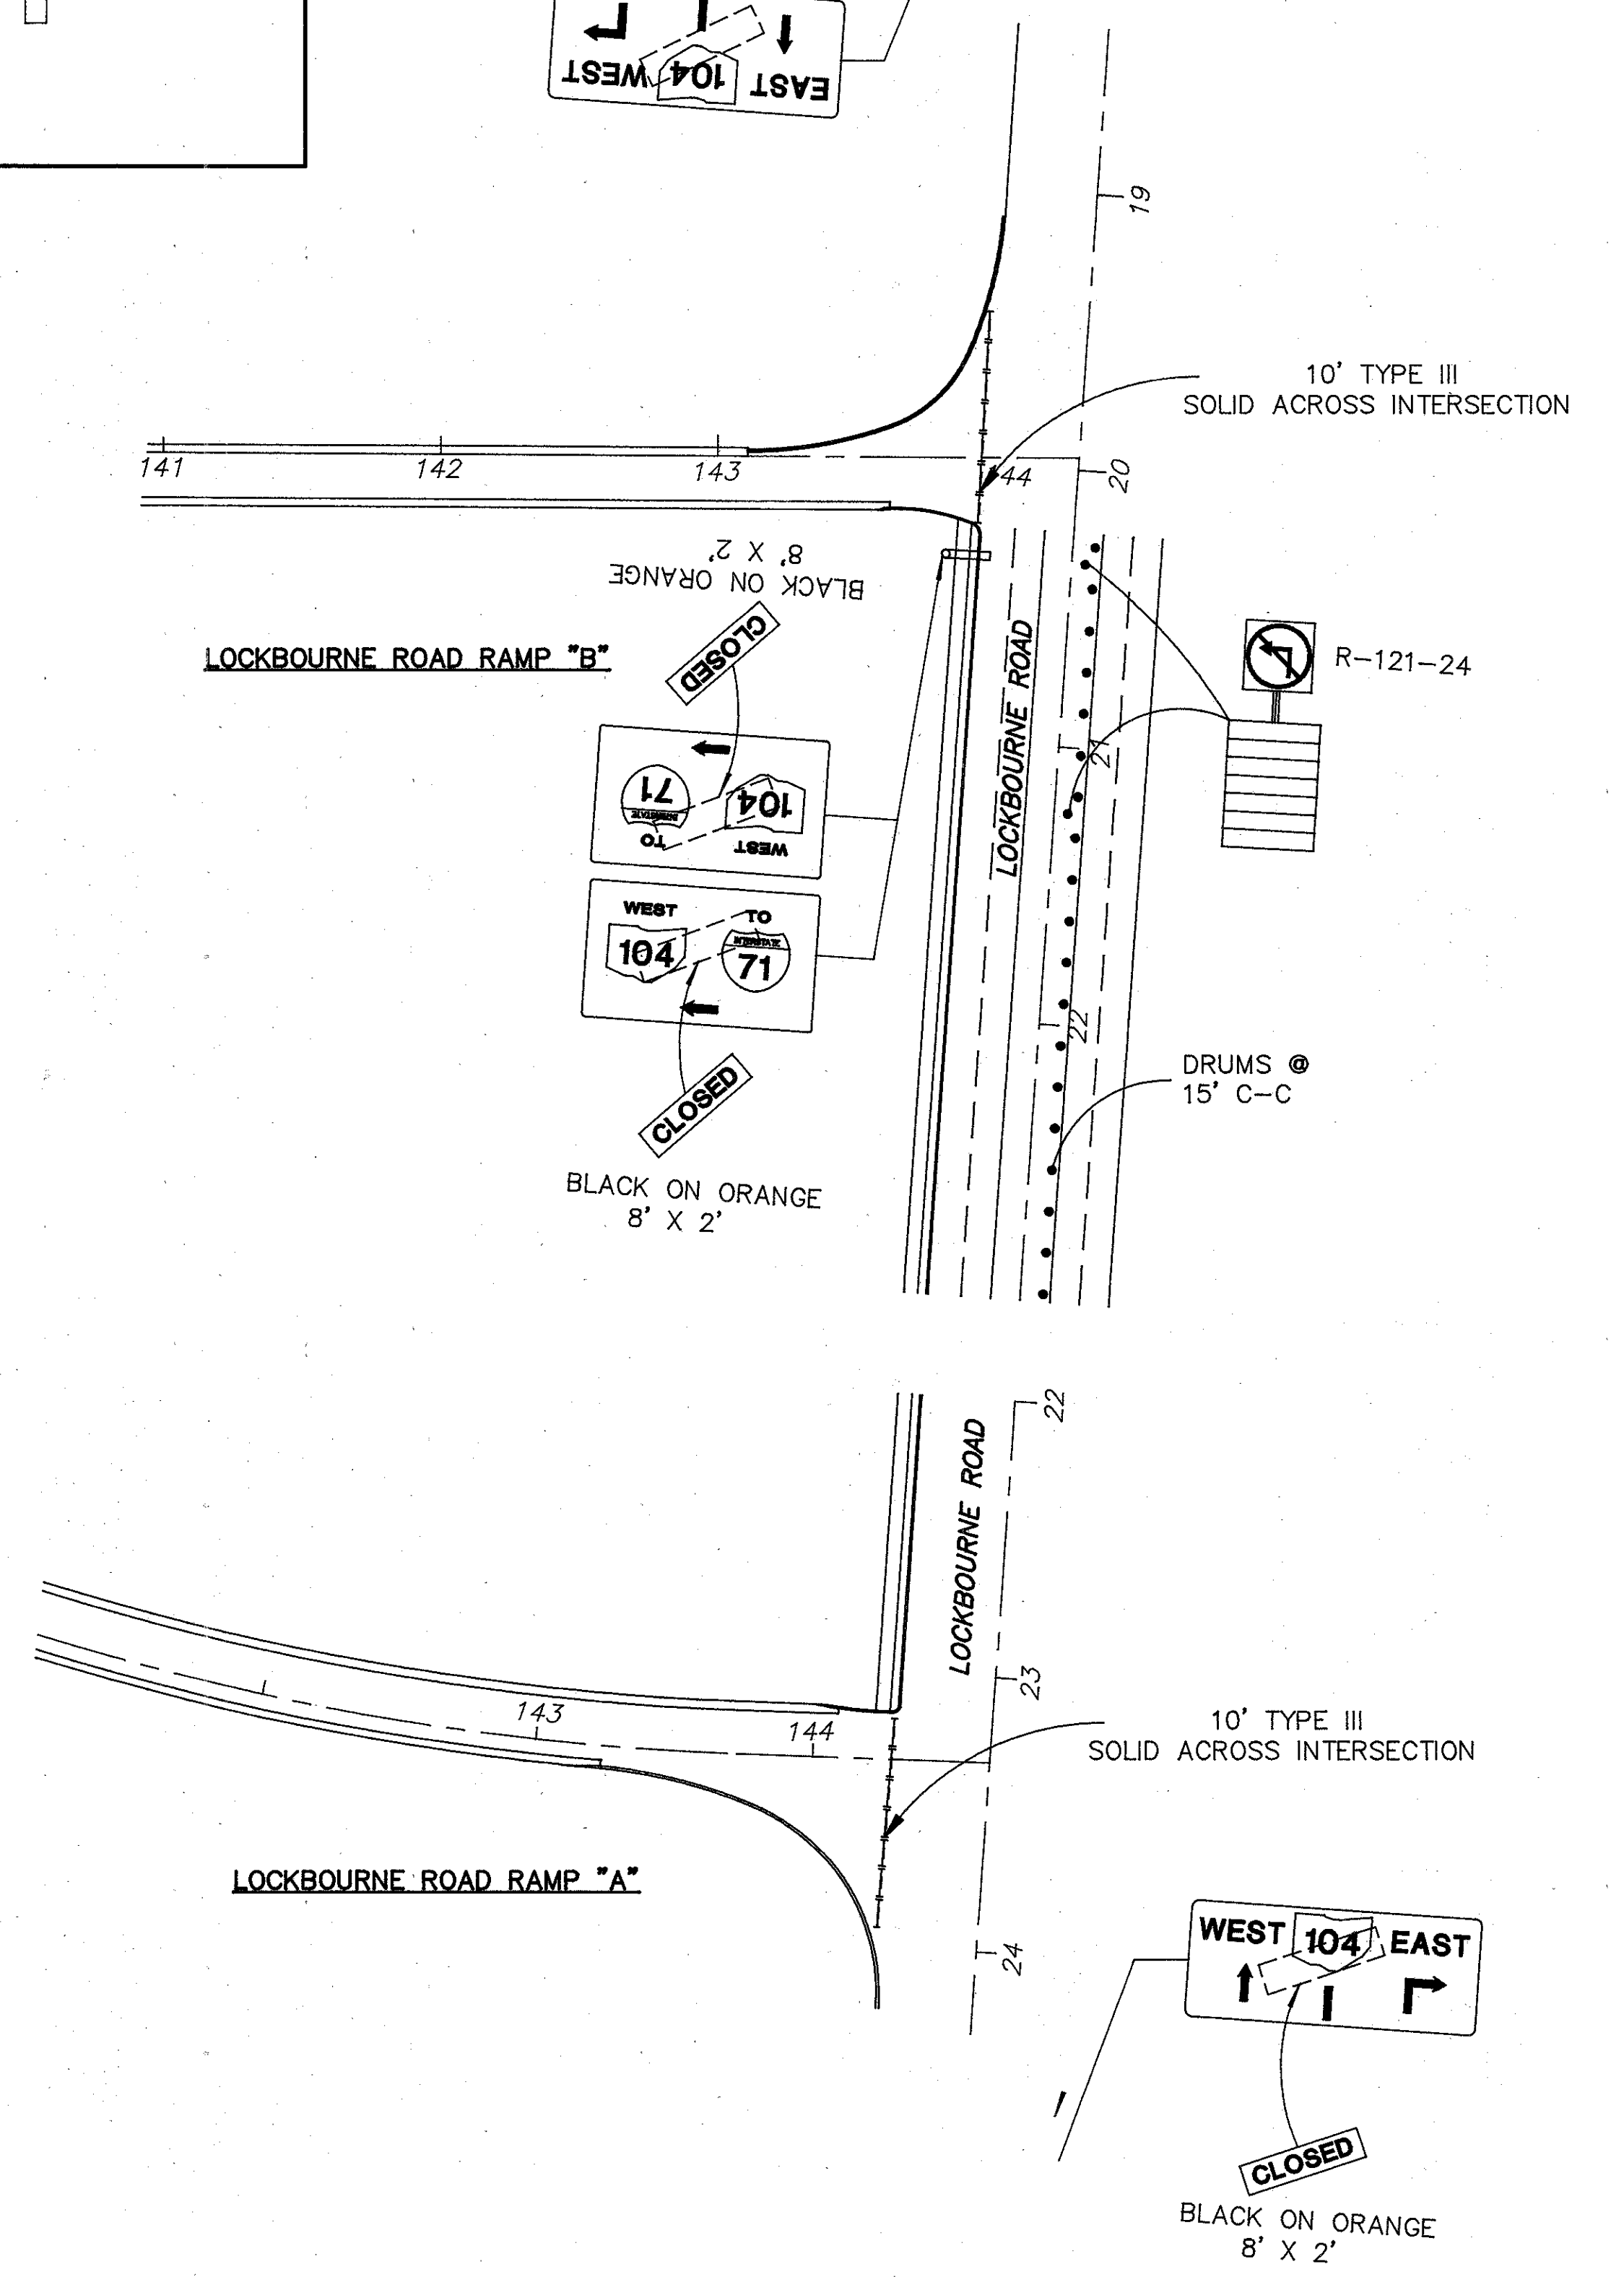 WEST 104 EAST
19
10' TYPE III
SOLID ACROSS INTERSECTION
141
142
143
44
20
BLACK ON ORANGE
8' X 2'
CLOSED
LOCKBOURNE ROAD RAMP "B"
LOCKBOURNE ROAD
R-121-24
21
WEST TO
104 INTERSTATE 71
WEST TO
104 INTERSTATE 71
22
CLOSED
DRUMS @
15' C-C
BLACK ON ORANGE
8' X 2'
22
LOCKBOURNE ROAD
23
143
144
10' TYPE III
SOLID ACROSS INTERSECTION
LOCKBOURNE ROAD RAMP "A"
24
WEST 104 EAST
CLOSED
BLACK ON ORANGE
8' X 2'